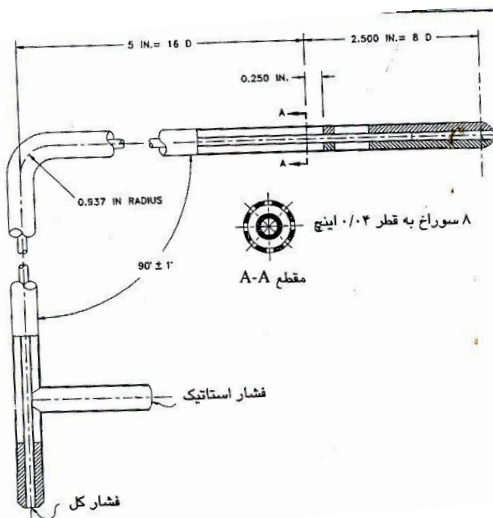 5 IN.= 16 D
2.500 IN.= 8 D
0.250 IN.
A
A
0.937 IN RADIUS
۸ سوراخ به قطر ۰/۰۴ اینچ
مقطع A-A
90° ± 1°
فشار استاتیک
فشار کل